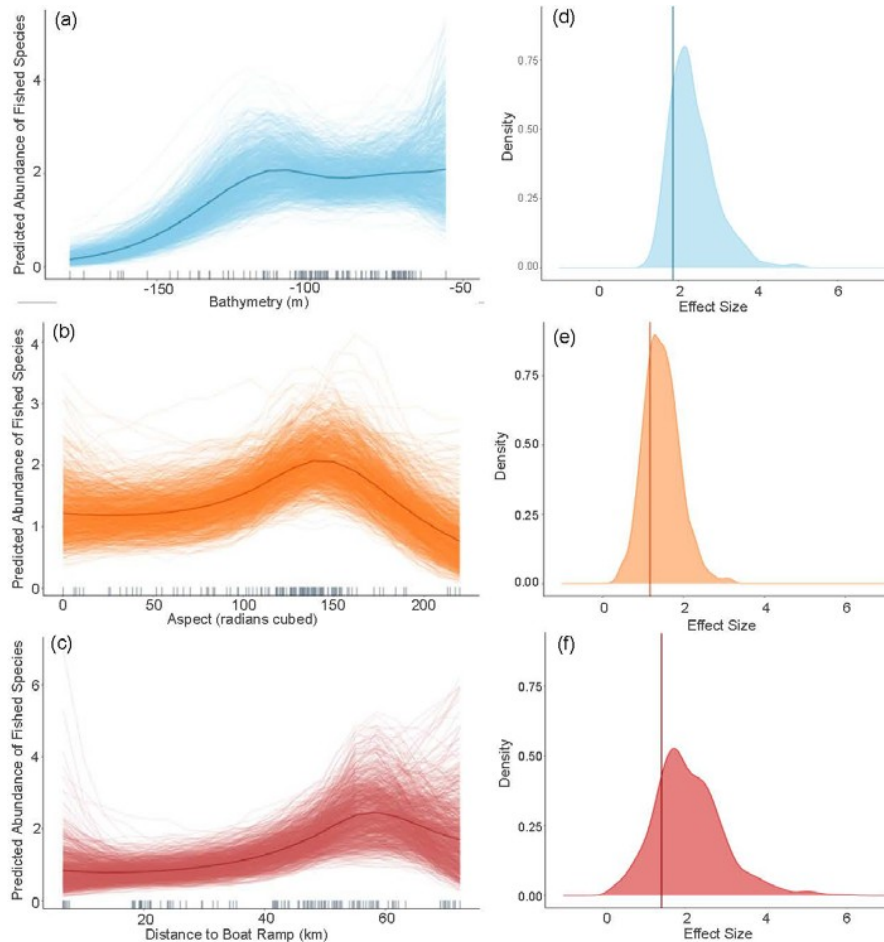 (a)
Predicted Abundance of Fished Species
4
2
0
-150
-100
-50
Bathymetry (m)
(d)
Density
0.75
0.50
0.25
0.00
0
2
4
6
Effect Size
(b)
Predicted Abundance of Fished Species
4
3
2
1
0
0
50
100
150
200
Aspect (radians cubed)
(e)
Density
0.75
0.50
0.25
0.00
0
2
4
6
Effect Size
(c)
Predicted Abundance of Fished Species
6
4
2
0
20
40
60
Distance to Boat Ramp (km)
(f)
Density
0.75
0.50
0.25
0.00
0
2
4
6
Effect Size